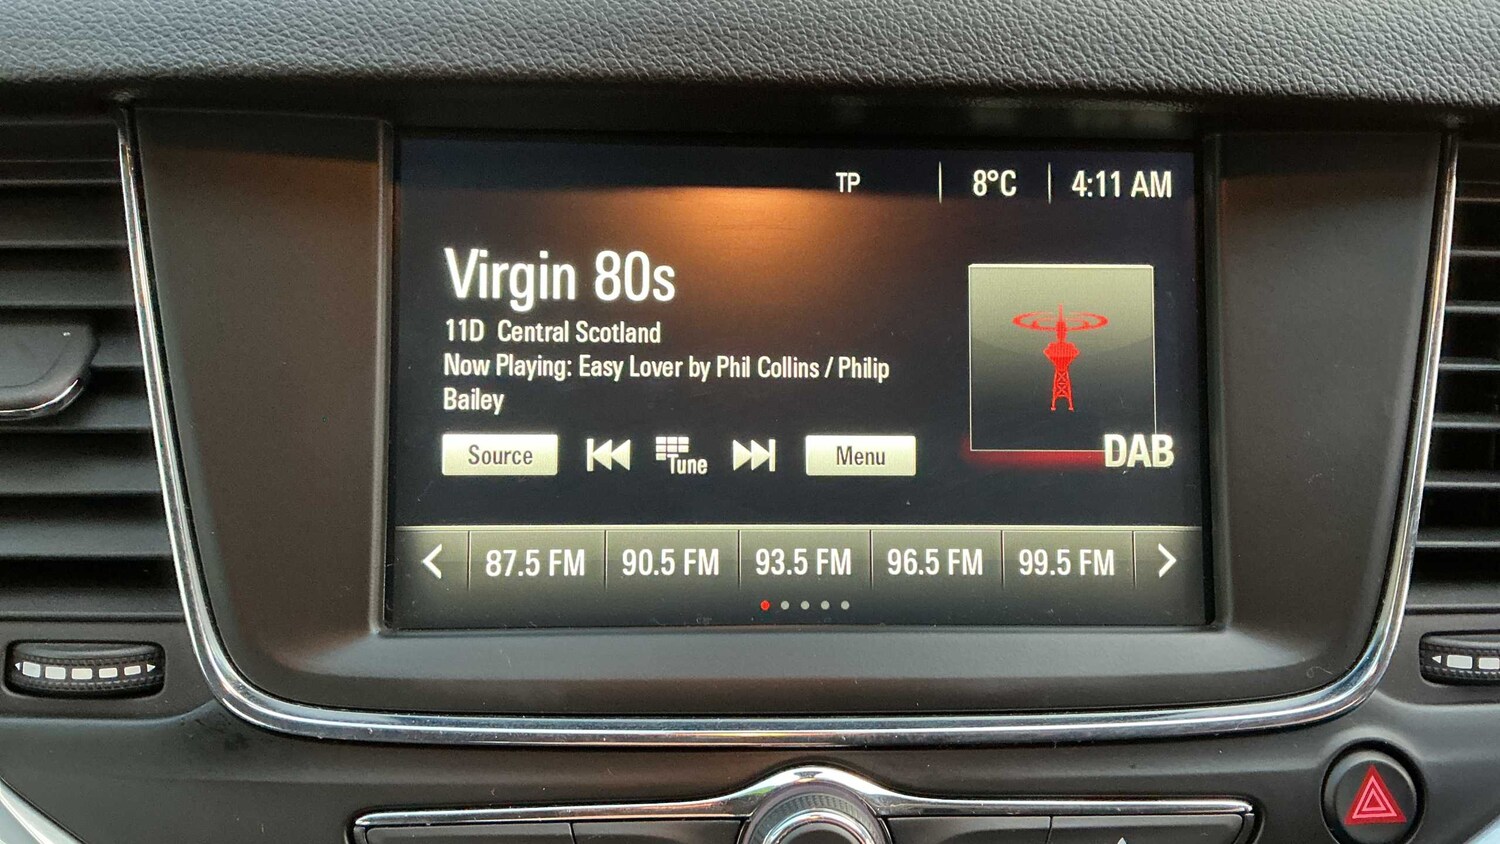 TP 8°C 4:11 AM
Virgin 80s
11D Central Scotland
Now Playing: Easy Lover by Phil Collins / Philip
Bailey
Source Tune Menu
DAB
87.5 FM 90.5 FM 93.5 FM 96.5 FM 99.5 FM